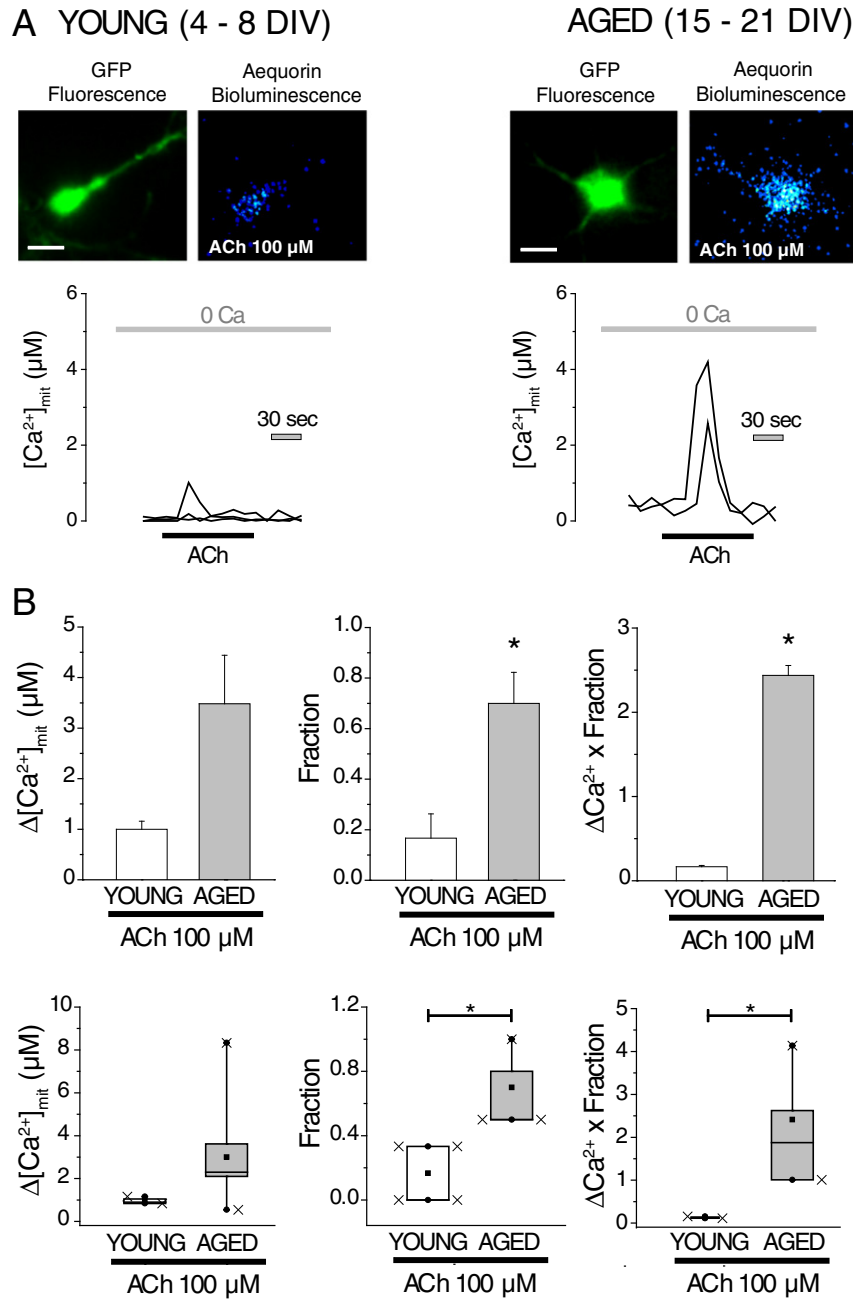 A YOUNG (4 - 8 DIV)
AGED (15 - 21 DIV)
GFP
Fluorescence
Aequorin
Bioluminescence
GFP
Fluorescence
Aequorin
Bioluminescence
ACh 100 µM
ACh 100 µM
[Ca²⁺]mit (µM)
6
4
2
0
0 Ca
30 sec
ACh
[Ca²⁺]mit (µM)
6
4
2
0
0 Ca
30 sec
ACh
B
Δ[Ca²⁺]mit (µM)
5
4
3
2
1
0
YOUNG AGED
ACh 100 µM
Fraction
1.0
0.8
0.6
0.4
0.2
0.0
*
YOUNG AGED
ACh 100 µM
ΔCa²⁺ x Fraction
3
2
1
0
*
YOUNG AGED
ACh 100 µM
Δ[Ca²⁺]mit (µM)
10
8
6
4
2
0
YOUNG AGED
ACh 100 µM
Fraction
1.2
0.8
0.4
0.0
*
YOUNG AGED
ACh 100 µM
ΔCa²⁺ x Fraction
5
4
3
2
1
0
*
YOUNG AGED
ACh 100 µM